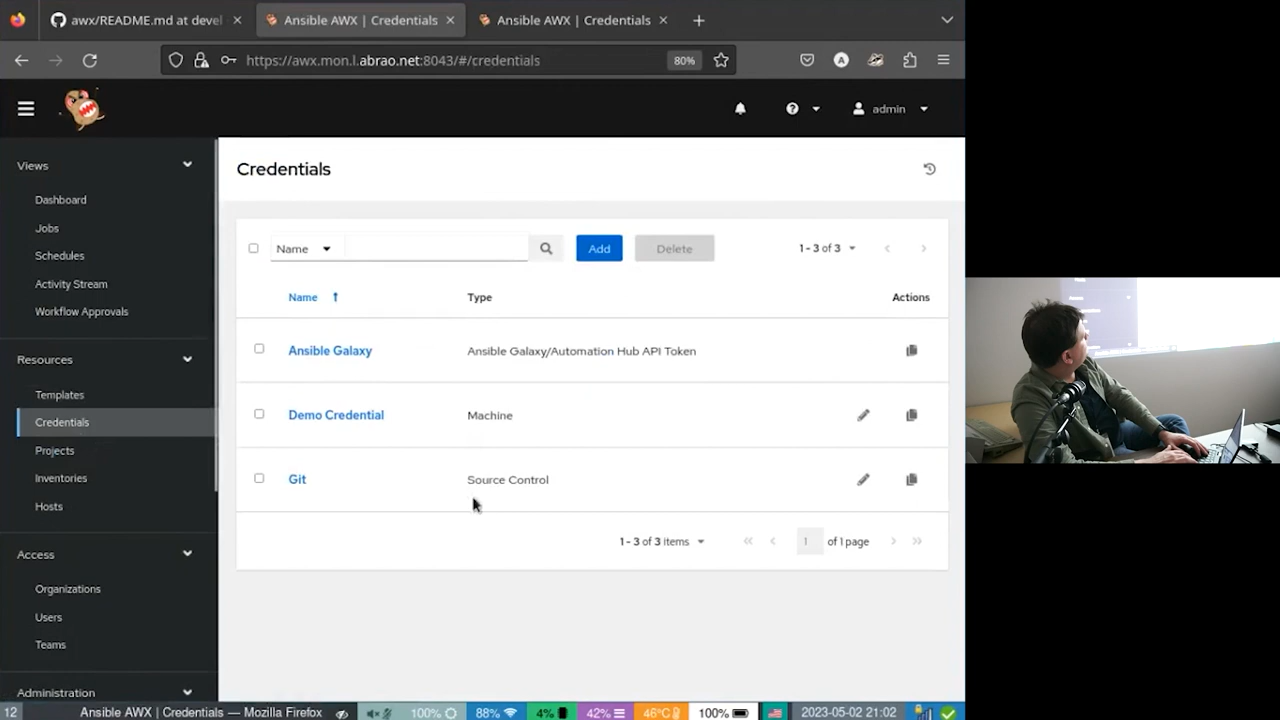 awx/README.md at devel
Ansible AWX | Credentials
Ansible AWX | Credentials
https://awx.mon.l.abrao.net:8043/#/credentials
80%
A
admin
Views
Dashboard
Jobs
Schedules
Activity Stream
Workflow Approvals
Resources
Templates
Credentials
Projects
Inventories
Hosts
Access
Organizations
Users
Teams
Administration
Credentials
Name
Add
Delete
1 - 3 of 3
Name
Type
Actions
Ansible Galaxy
Ansible Galaxy/Automation Hub API Token
Demo Credential
Machine
Git
Source Control
1 - 3 of 3 items
1
of 1 page
12
Ansible AWX | Credentials — Mozilla Firefox
100%
88%
4%
42%
46°C
100%
2023-05-02 21:02